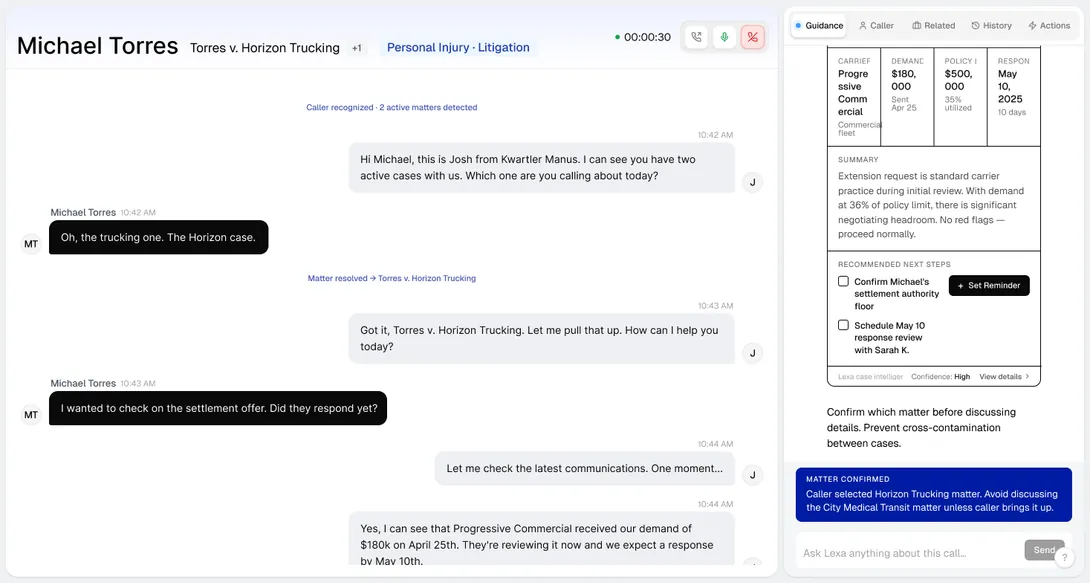 Michael Torres
Torres v. Horizon Trucking +1
Personal Injury · Litigation
00:00:30
Caller recognized · 2 active matters detected
10:42 AM
Hi Michael, this is Josh from Kwartler Manus. I can see you have two
active cases with us. Which one are you calling about today?
J
Michael Torres 10:42 AM
MT
Oh, the trucking one. The Horizon case.
Matter resolved → Torres v. Horizon Trucking
10:43 AM
Got it, Torres v. Horizon Trucking. Let me pull that up. How can I help you
today?
J
Michael Torres 10:43 AM
MT
I wanted to check on the settlement offer. Did they respond yet?
10:44 AM
Let me check the latest communications. One moment...
J
10:44 AM
Yes, I can see that Progressive Commercial received our demand of
$180k on April 25th. They're reviewing it now and we expect a response
by May 10th.
Guidance
Caller
Related
History
Actions
CARRIER
Progre
ssive
Comm
ercial
Commercial
fleet
DEMAND
$180,
000
Sent
Apr 25
POLICY
$500,
000
35%
utilized
RESPON
May
10,
2025
10 days
SUMMARY
Extension request is standard carrier
practice during initial review. With demand
at 36% of policy limit, there is significant
negotiating headroom. No red flags —
proceed normally.
RECOMMENDED NEXT STEPS
Confirm Michael's
settlement authority
floor
+ Set Reminder
Schedule May 10
response review
with Sarah K.
Lexa case intelliger
Confidence: High
View details >
Confirm which matter before discussing
details. Prevent cross-contamination
between cases.
MATTER CONFIRMED
Caller selected Horizon Trucking matter. Avoid discussing
the City Medical Transit matter unless caller brings it up.
Ask Lexa anything about this call...
Send
?